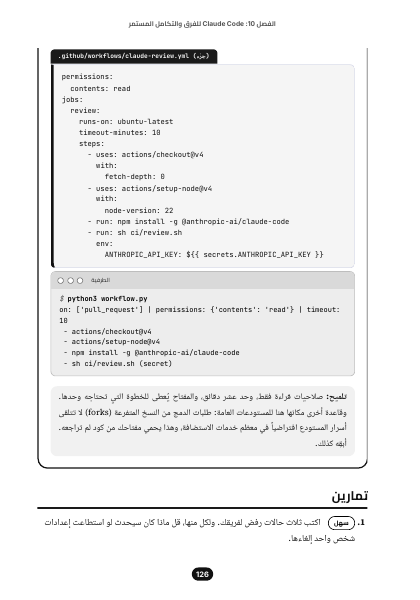 الفصل 10: Claude Code للفرق والتكامل المستمر
.github/workflows/claude-review.yml (جزء)
permissions:
  contents: read
jobs:
  review:
    runs-on: ubuntu-latest
    timeout-minutes: 10
    steps:
      - uses: actions/checkout@v4
        with:
          fetch-depth: 0
      - uses: actions/setup-node@v4
        with:
          node-version: 22
      - run: npm install -g @anthropic-ai/claude-code
      - run: sh ci/review.sh
        env:
          ANTHROPIC_API_KEY: ${{ secrets.ANTHROPIC_API_KEY }}
الطرفية
$ python3 workflow.py
on: ['pull_request'] | permissions: {'contents': 'read'} | timeout:
10
 - actions/checkout@v4
 - actions/setup-node@v4
 - npm install -g @anthropic-ai/claude-code
 - sh ci/review.sh (secret)
تلميح: صلاحيات قراءة فقط، وحد عشر دقائق، والمفتاح يُعطى للخطوة التي تحتاجه وحدها.
وقاعدة أخرى مكانها هنا للمستودعات العامة: طلبات الدمج من النسخ المتفرعة (forks) لا تتلقى
أسرار المستودع افتراضياً في معظم خدمات الاستضافة، وهذا يحمي مفتاحك من كود لم تراجعه.
أبقِه كذلك.
تمارين
1. سهل اكتب ثلاث حالات رفض لفريقك. ولكل منها، قل ماذا كان سيحدث لو استطاعت إعدادات
شخص واحد إلغاءها.
126